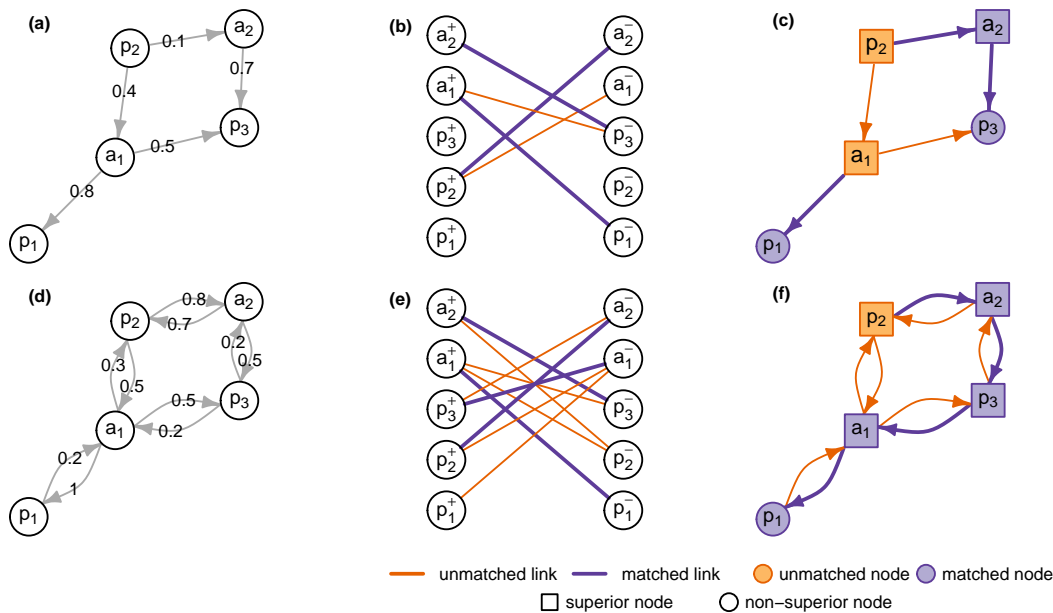 (a)
p2
0.1
a2
0.7
0.4
p3
a1
0.5
0.8
p1
(b)
a2+ a2−
a1+ a1−
p3+ p3−
p2+ p2−
p1+ p1−
(c)
a2
p2
p3
a1
p1
(d)
0.8
a2
p2
0.7
0.2
0.3
0.5
0.5
0.5
p3
a1
0.2
0.2
1
p1
(e)
a2+ a2−
a1+ a1−
p3+ p3−
p2+ p2−
p1+ p1−
(f)
a2
p2
p3
a1
p1
unmatched link matched link unmatched node matched node
superior node non−superior node